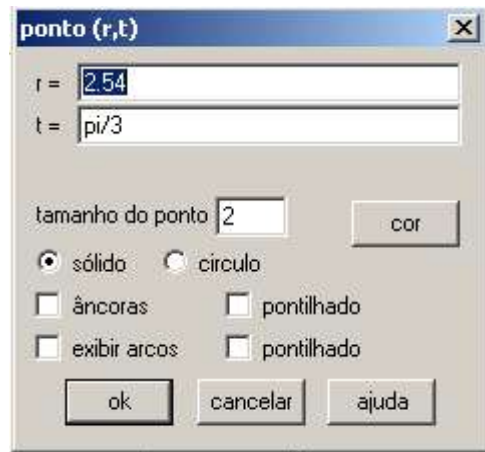 ponto (r,t)
r = 2.54
t = pi/3
tamanho do ponto 2 cor
sólido circulo
âncoras pontilhado
exibir arcos pontilhado
ok cancelar ajuda